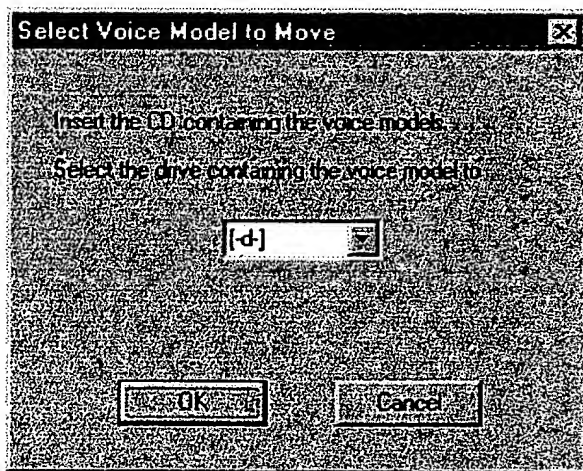 Select Voice Model to Move
Insert the CD containing the voice models.
Select the drive containing the voice model to
[-d-]
OK
Cancel